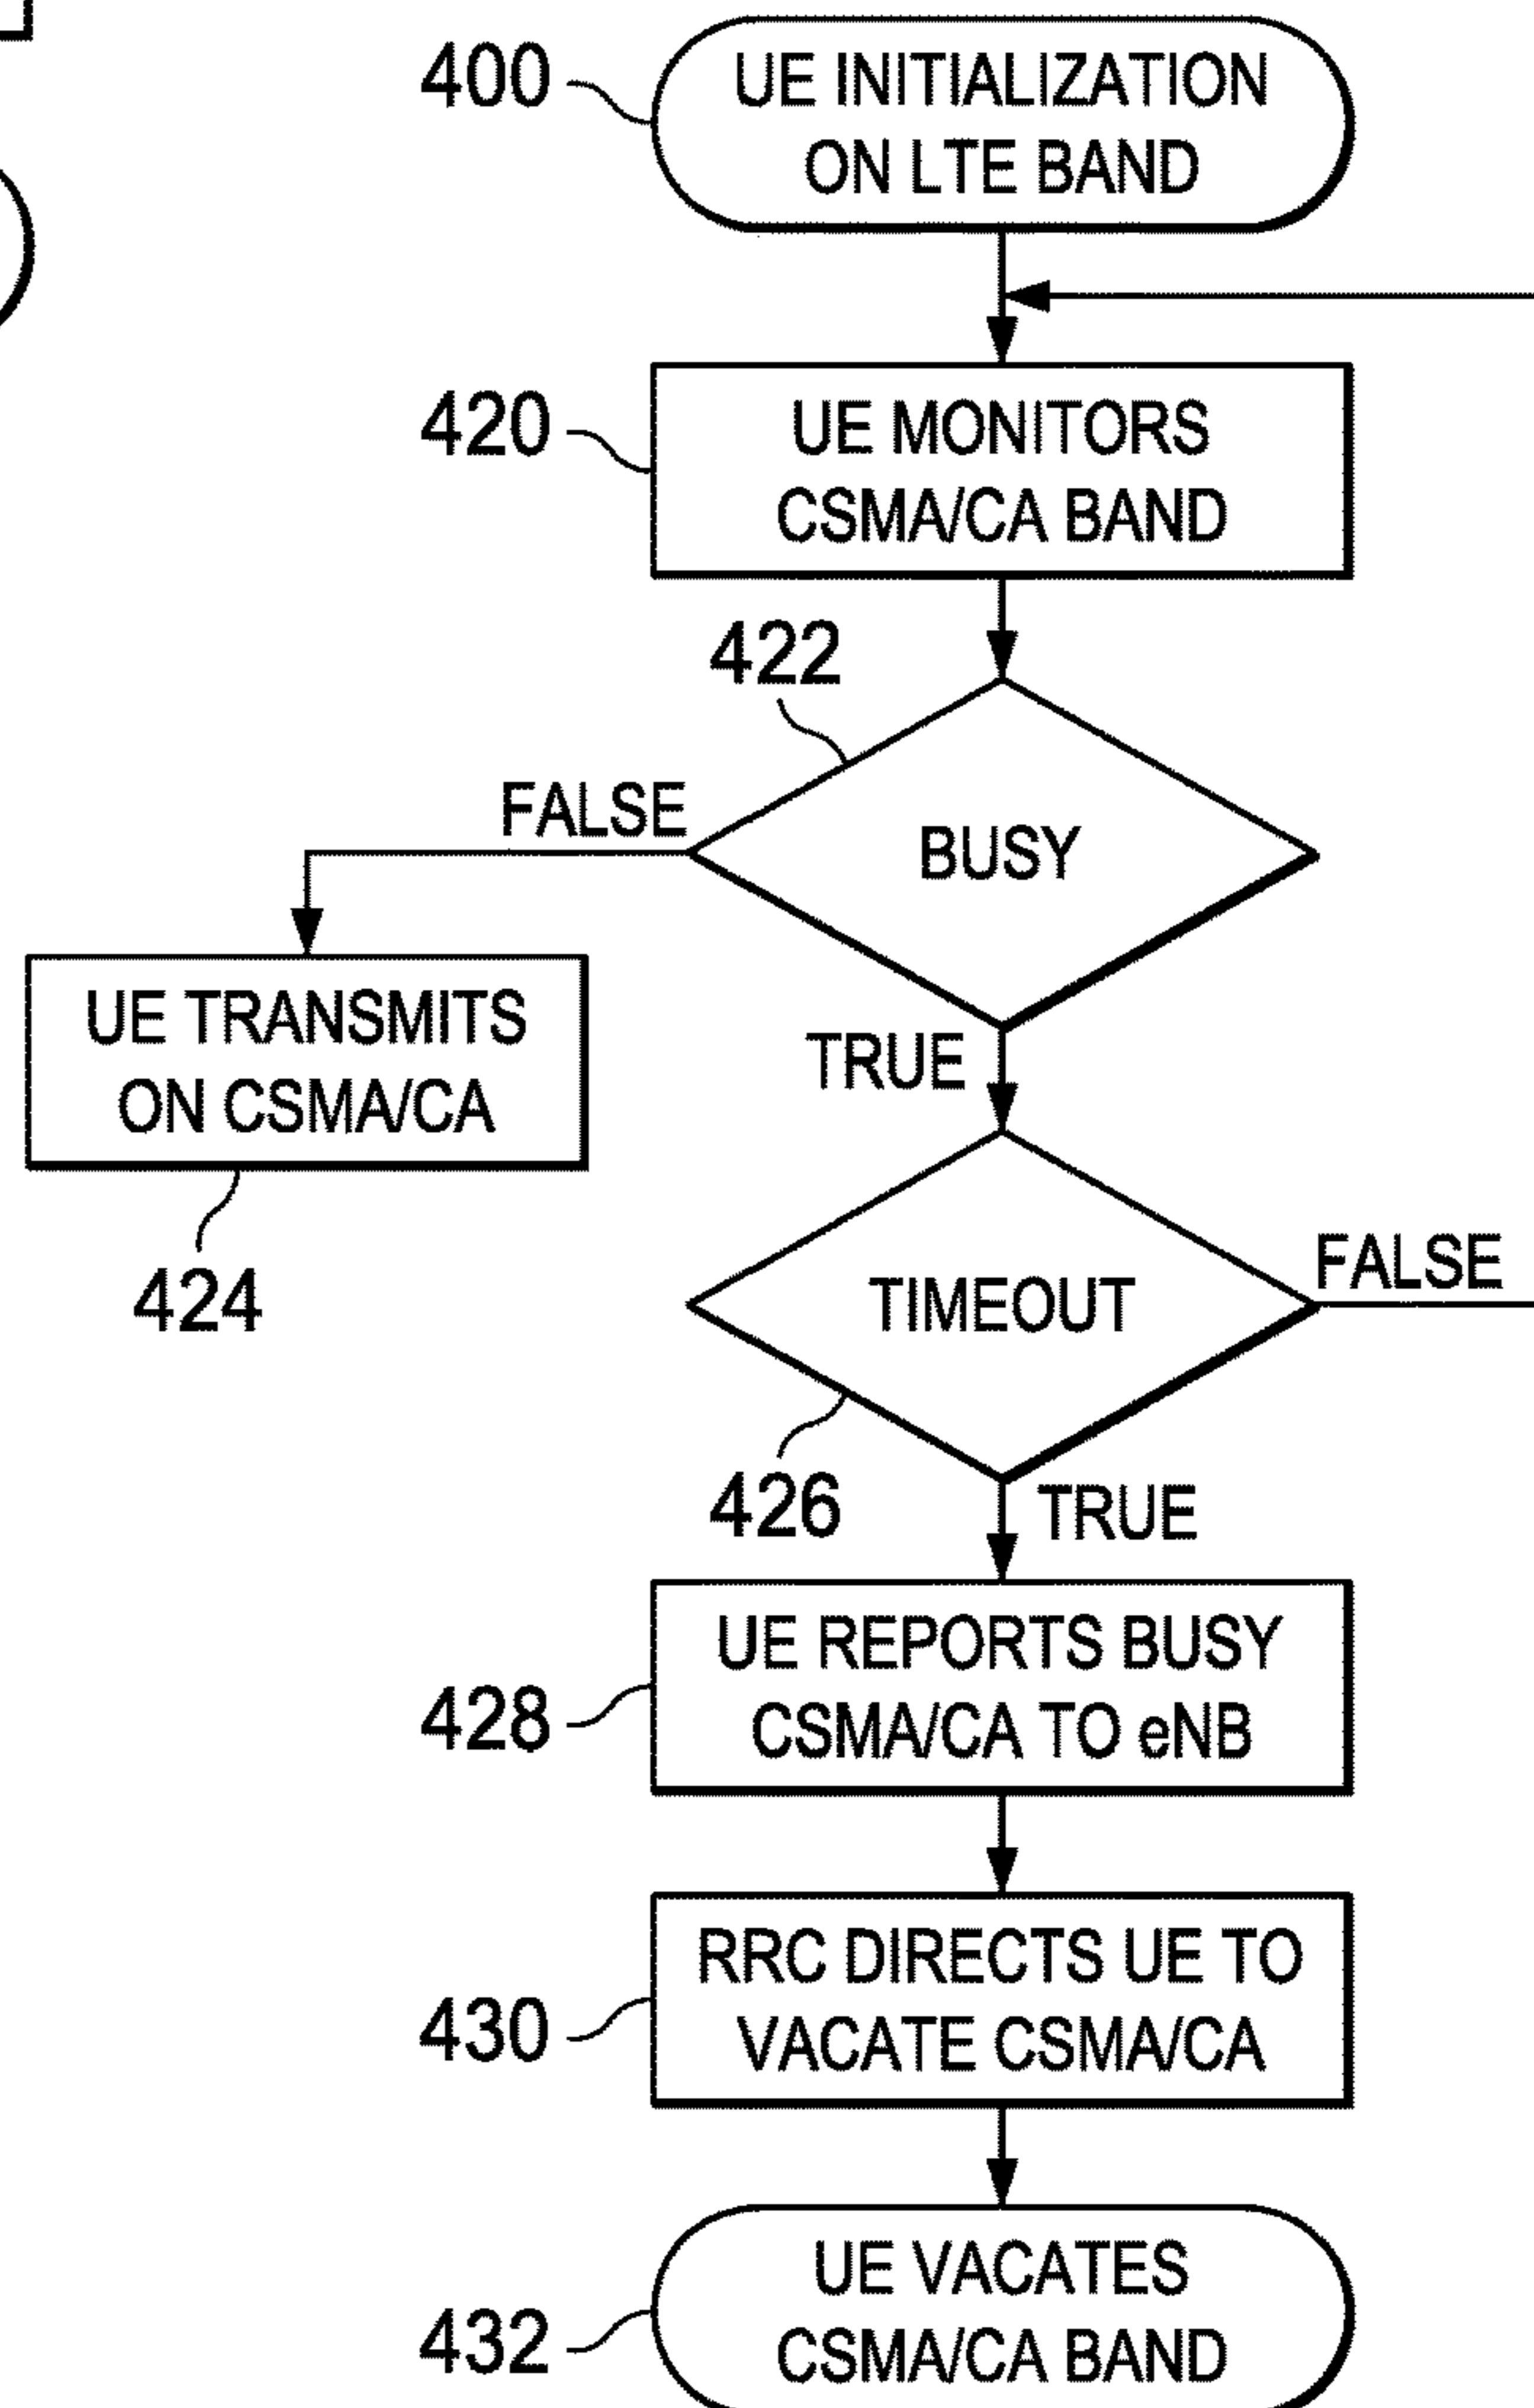 400
UE INITIALIZATION
ON LTE BAND
420
UE MONITORS
CSMA/CA BAND
422
FALSE
BUSY
UE TRANSMITS
ON CSMA/CA
424
TRUE
TIMEOUT
FALSE
426
TRUE
UE REPORTS BUSY
CSMA/CA TO eNB
428
RRC DIRECTS UE TO
VACATE CSMA/CA
430
UE VACATES
CSMA/CA BAND
432